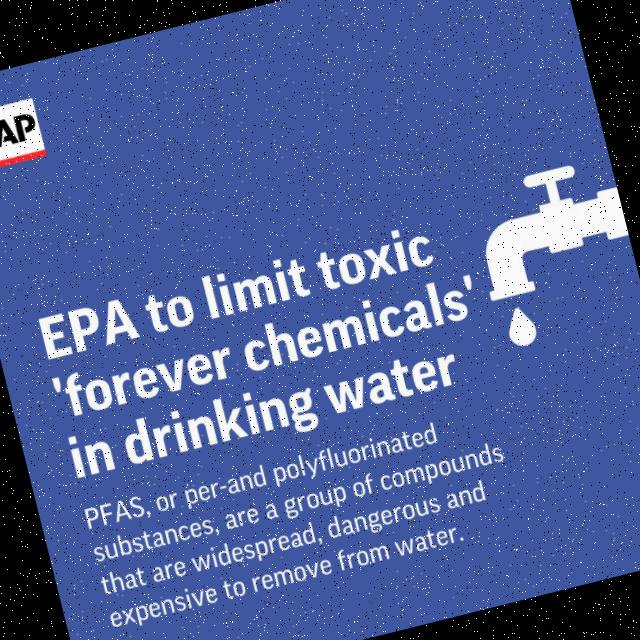 AP
EPA to limit toxic
'forever chemicals'
in drinking water
PFAS, or per-and polyfluorinated
substances, are a group of compounds
that are widespread, dangerous and
expensive to remove from water.